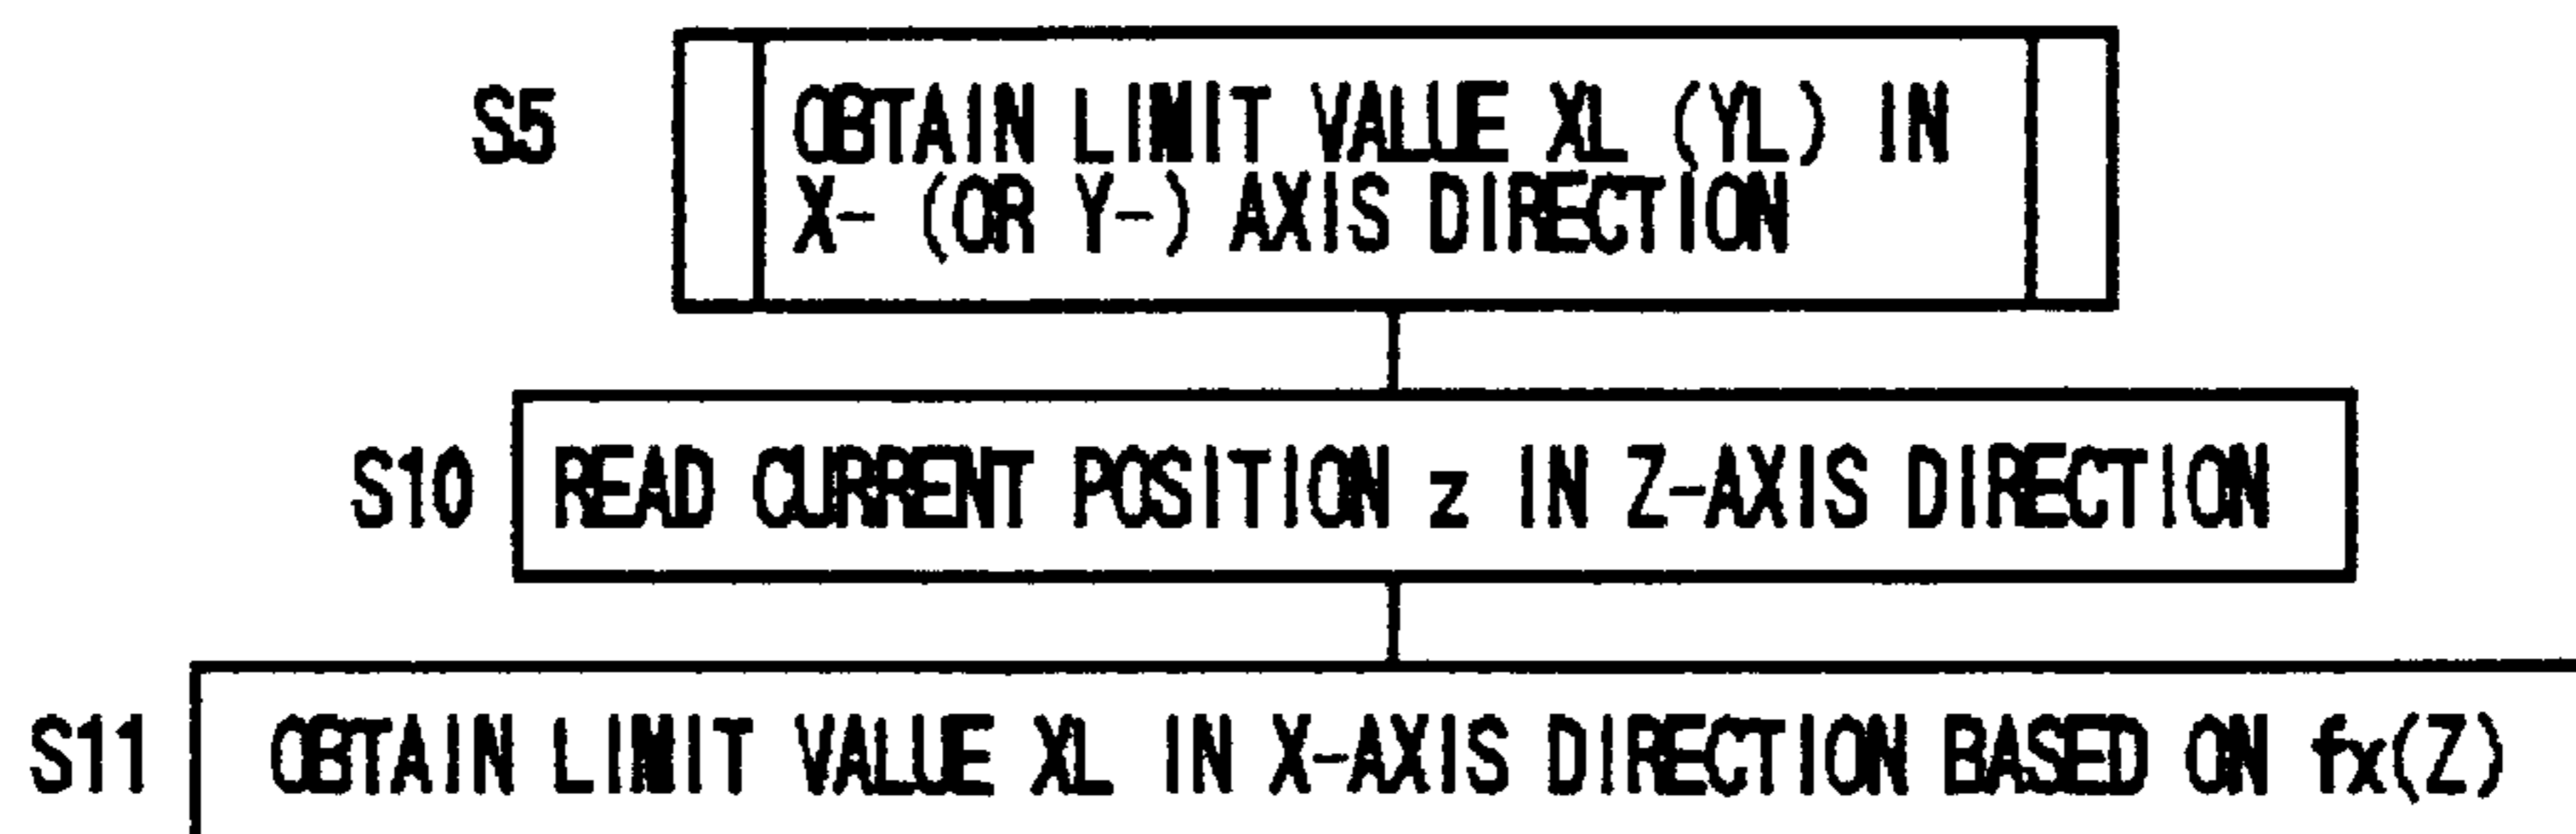 S5 OBTAIN LIMIT VALUE XL (YL) IN
X- (OR Y-) AXIS DIRECTION
S10 READ CURRENT POSITION z IN Z-AXIS DIRECTION
S11 OBTAIN LIMIT VALUE XL IN X-AXIS DIRECTION BASED ON fx(Z)